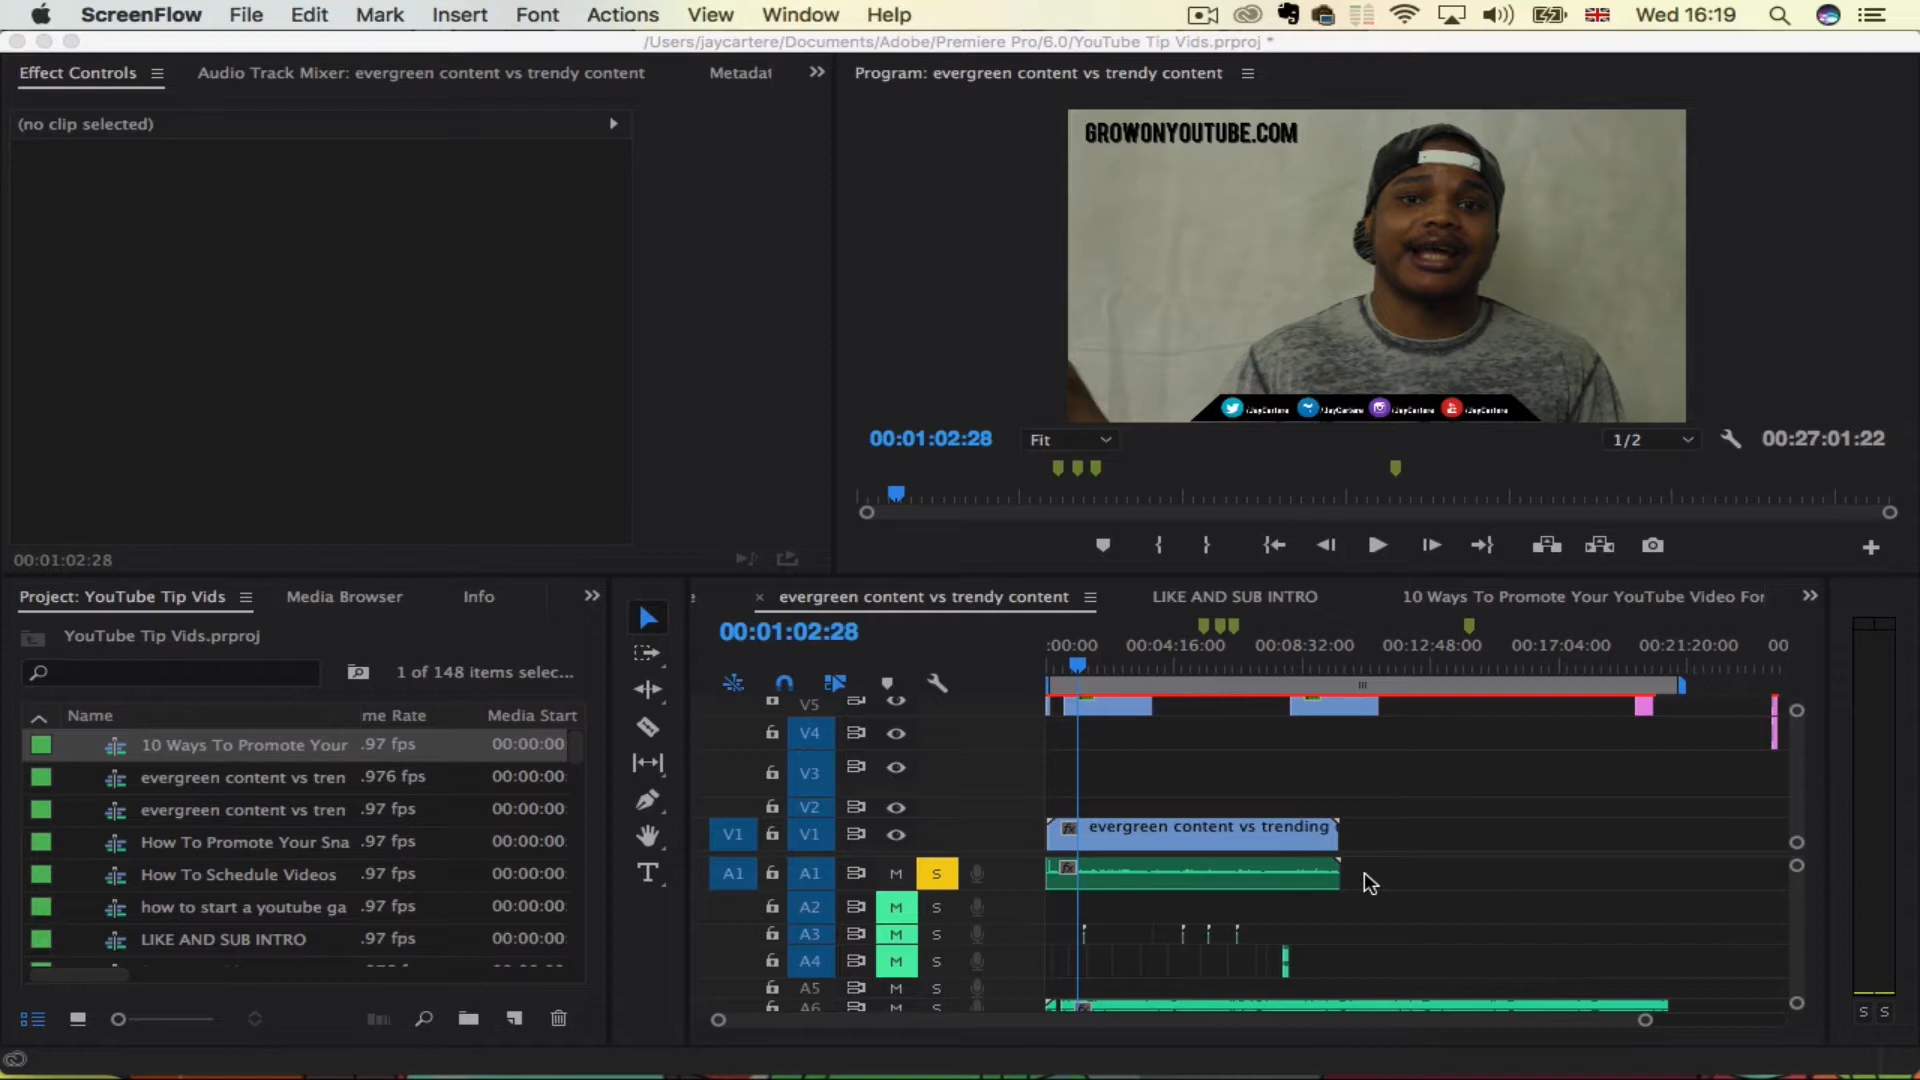 ScreenFlow File Edit Mark Insert Font Actions View Window Help Wed 16:19
/Users/jaycartere/Documents/Adobe/Premiere Pro/6.0/YouTube Tip Vids.prproj *
Effect Controls Audio Track Mixer: evergreen content vs trendy content Metadat
Program: evergreen content vs trendy content
(no clip selected)
GROWONYOUTUBE.COM
/JayCartere /JayCartere /JayCartere /JayCartere
00:01:02:28 Fit 1/2 00:27:01:22
00:01:02:28
Project: YouTube Tip Vids Media Browser Info
evergreen content vs trendy content LIKE AND SUB INTRO 10 Ways To Promote Your YouTube Video For
YouTube Tip Vids.prproj
00:01:02:28
:00:00 00:04:16:00 00:08:32:00 00:12:48:00 00:17:04:00 00:21:20:00 00
1 of 148 items selec...
Name me Rate Media Start
10 Ways To Promote Your .97 fps 00:00:00
evergreen content vs tren .976 fps 00:00:00
evergreen content vs tren .97 fps 00:00:00
How To Promote Your Sna .97 fps 00:00:00
How To Schedule Videos .97 fps 00:00:00
how to start a youtube ga .97 fps 00:00:00
LIKE AND SUB INTRO .97 fps 00:00:00
V5
V4
V3
V2
V1 V1 fx evergreen content vs trending
A1 A1 M S L fx
A2 M S
A3 M S
A4 M S
A5 M S
A6 M S
S S